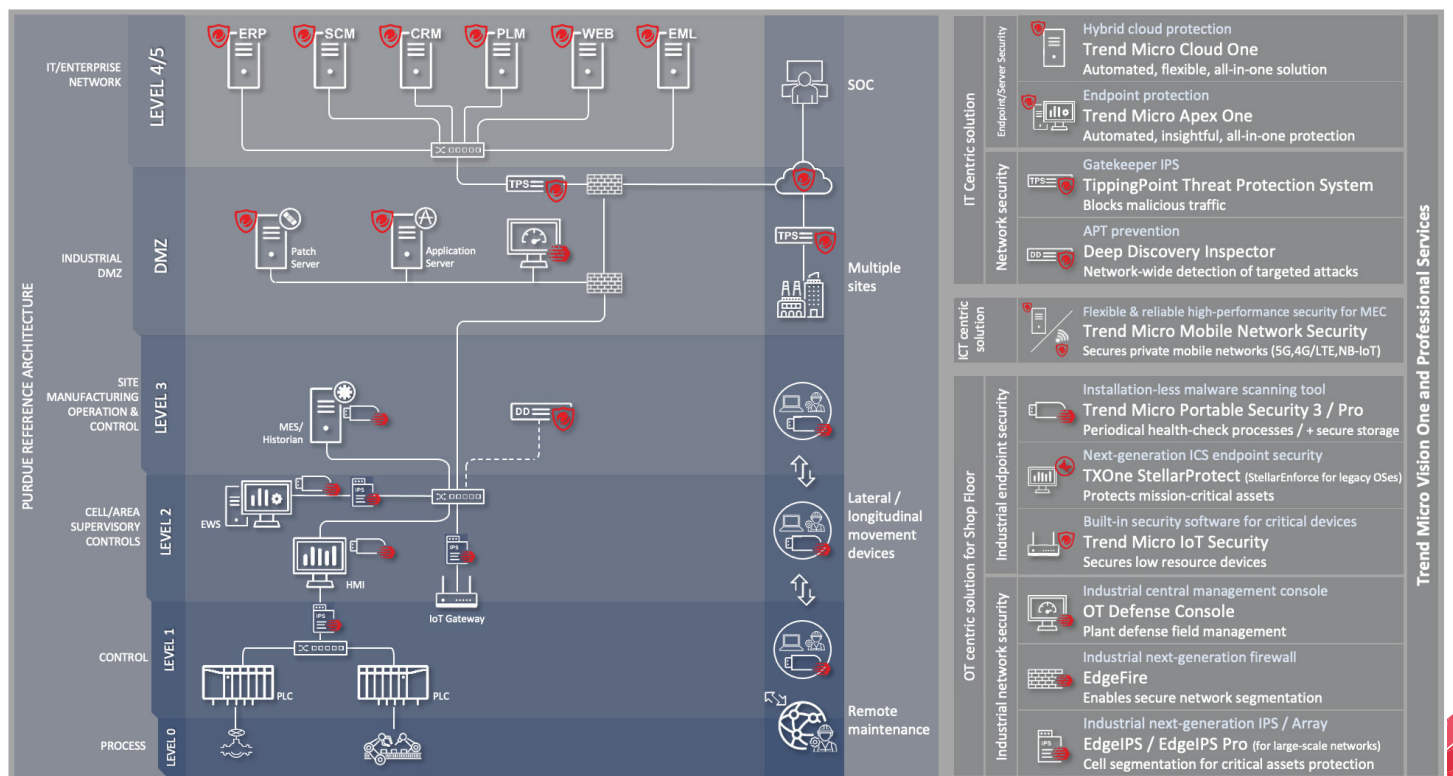 PURDUE REFERENCE ARCHITECTURE
IT/ENTERPRISE
NETWORK
LEVEL 4/5
ERP
SCM
CRM
PLM
WEB
EML
SOC
INDUSTRIAL
DMZ
DMZ
TPS
Patch
Server
Application
Server
TPS
Multiple
sites
SITE
MANUFACTURING
OPERATION &
CONTROL
LEVEL 3
MES/
Historian
DD
CELL/AREA
SUPERVISORY
CONTROLS
LEVEL 2
EWS
IPS
HMI
IPS
IoT Gateway
Lateral /
longitudinal
movement
devices
CONTROL
LEVEL 1
IPS
PLC
PLC
PROCESS
LEVEL 0
Remote
maintenance
IT Centric solution
Endpoint/Server Security
Hybrid cloud protection
Trend Micro Cloud One
Automated, flexible, all-in-one solution
Endpoint protection
Trend Micro Apex One
Automated, insightful, all-in-one protection
Network security
Gatekeeper IPS
TPS
TippingPoint Threat Protection System
Blocks malicious traffic
APT prevention
DD
Deep Discovery Inspector
Network-wide detection of targeted attacks
ICT centric
solution
Flexible & reliable high-performance security for MEC
Trend Micro Mobile Network Security
Secures private mobile networks (5G,4G/LTE,NB-IoT)
OT centric solution for Shop Floor
Industrial endpoint security
Installation-less malware scanning tool
Trend Micro Portable Security 3 / Pro
Periodical health-check processes / + secure storage
Next-generation ICS endpoint security
TXOne StellarProtect (StellarEnforce for legacy OSes)
Protects mission-critical assets
Built-in security software for critical devices
Trend Micro IoT Security
Secures low resource devices
Industrial network security
Industrial central management console
OT Defense Console
Plant defense field management
Industrial next-generation firewall
EdgeFire
Enables secure network segmentation
Industrial next-generation IPS / Array
IPS
EdgeIPS / EdgeIPS Pro (for large-scale networks)
Cell segmentation for critical assets protection
Trend Micro Vision One and Professional Services